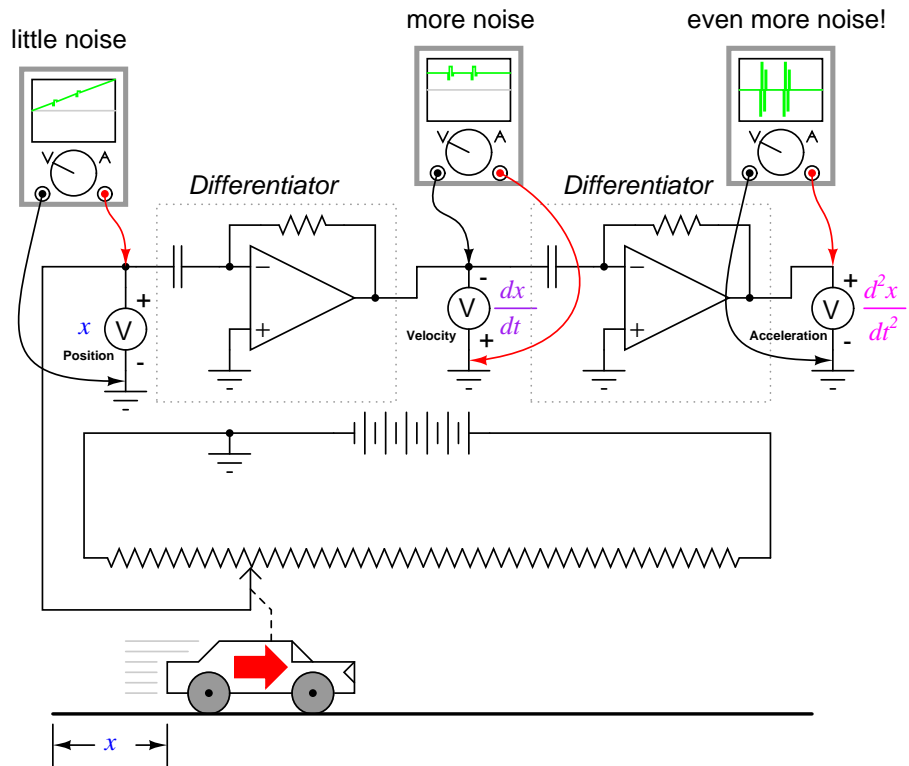 little noise
more noise
even more noise!
V A
V A
V A
Differentiator
Differentiator
+
x
V
Position
-
−
+
-
V
dx
dt
Velocity
+
−
+
+
V
d²x
dt²
Acceleration
-
x